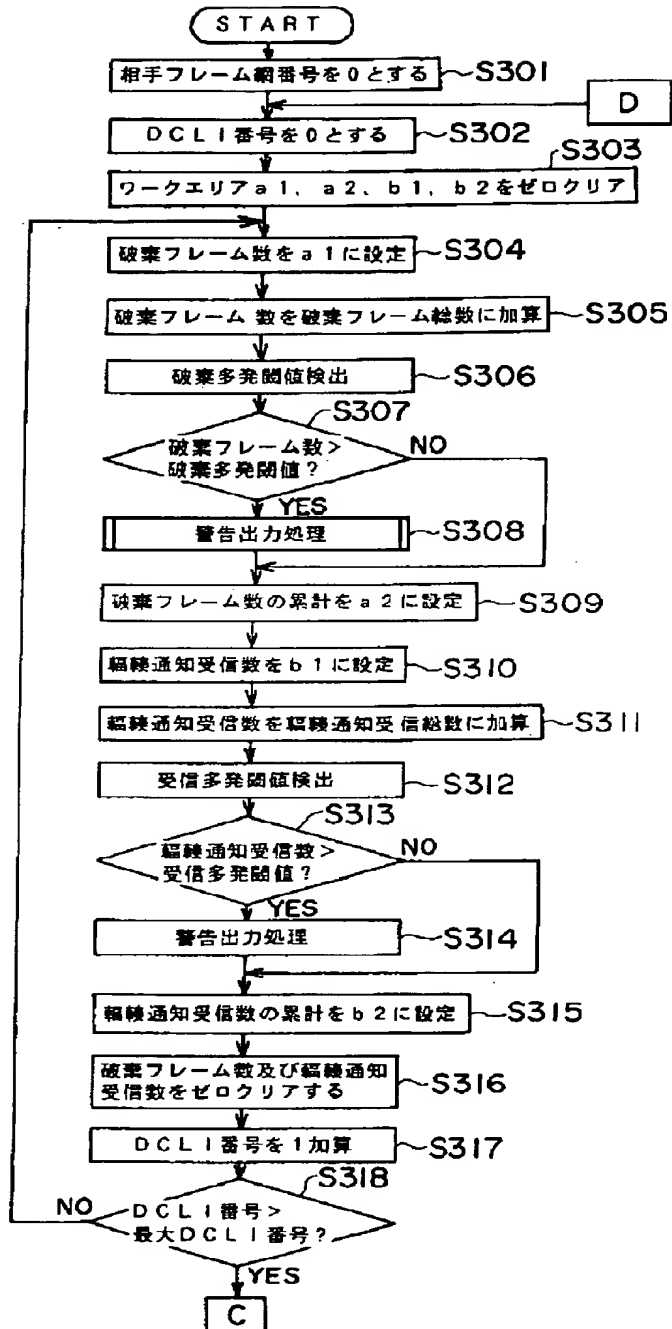 START
相手フレーム網番号を0とする
S301
D
DCLI番号を0とする
S302
S303
ワークエリアa1、a2、b1、b2をゼロクリア
破棄フレーム数をa1に設定
S304
破棄フレーム 数を破棄フレーム総数に加算
S305
破棄多発閾値検出
S306
S307
破棄フレーム数>
破棄多発閾値?
NO
YES
警告出力処理
S308
破棄フレーム数の累計をa2に設定
S309
輻輳通知受信数をb1に設定
S310
輻輳通知受信数を輻輳通知受信総数に加算
S311
受信多発閾値検出
S312
S313
輻輳通知受信数>
受信多発閾値?
NO
YES
警告出力処理
S314
輻輳通知受信数の累計をb2に設定
S315
破棄フレーム数及び輻輳通知
受信数をゼロクリアする
S316
DCLI番号を1加算
S317
S318
NO
DCLI番号>
最大DCLI番号?
YES
C